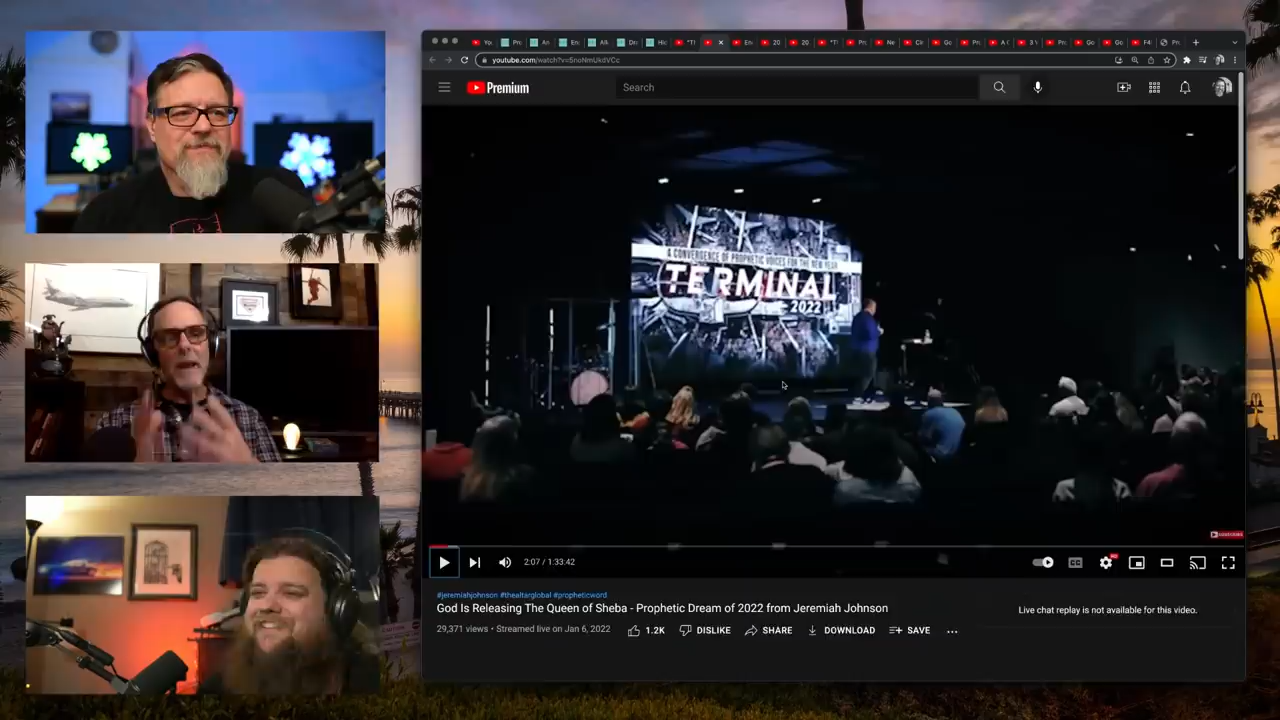 youtube.com/watch?v=5noNmUkdVCc
Premium
Search
A CONVERGENCE OF PROPHETIC VOICES FOR THE NEW YEAR
TERMINAL
2022
2:07 / 1:33:42
CC
HD
#jeremiahjohnson #thealtarglobal #propheticword
God Is Releasing The Queen of Sheba - Prophetic Dream of 2022 from Jeremiah Johnson
29,371 views • Streamed live on Jan 6, 2022
1.2K
DISLIKE
SHARE
DOWNLOAD
SAVE
Live chat replay is not available for this video.